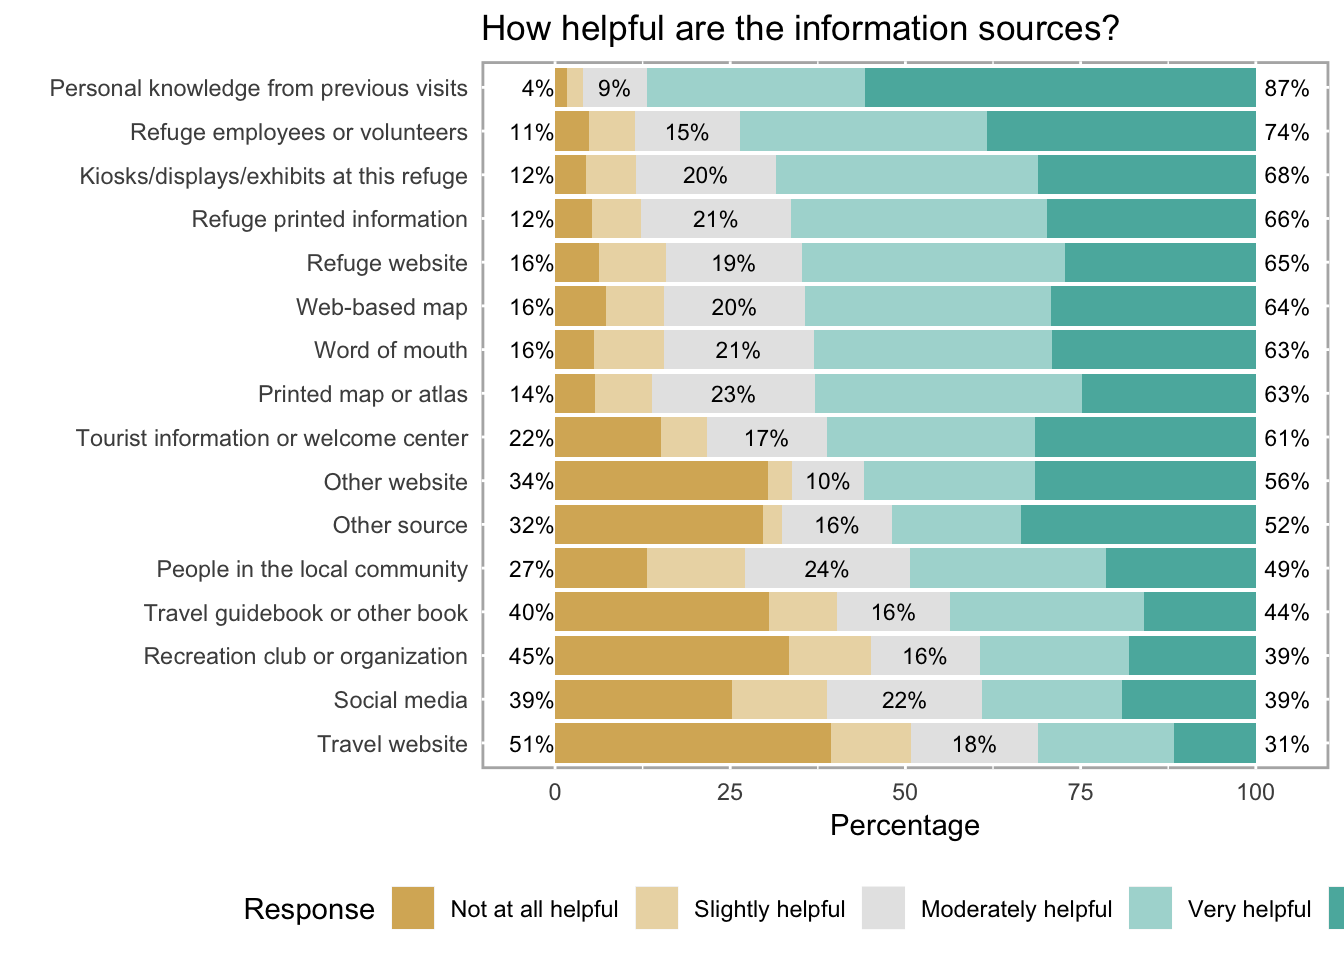 How helpful are the information sources?
Personal knowledge from previous visits 4% 9% 87%
Refuge employees or volunteers 11% 15% 74%
Kiosks/displays/exhibits at this refuge 12% 20% 68%
Refuge printed information 12% 21% 66%
Refuge website 16% 19% 65%
Web-based map 16% 20% 64%
Word of mouth 16% 21% 63%
Printed map or atlas 14% 23% 63%
Tourist information or welcome center 22% 17% 61%
Other website 34% 10% 56%
Other source 32% 16% 52%
People in the local community 27% 24% 49%
Travel guidebook or other book 40% 16% 44%
Recreation club or organization 45% 16% 39%
Social media 39% 22% 39%
Travel website 51% 18% 31%
0 25 50 75 100
Percentage
Response Not at all helpful Slightly helpful Moderately helpful Very helpful